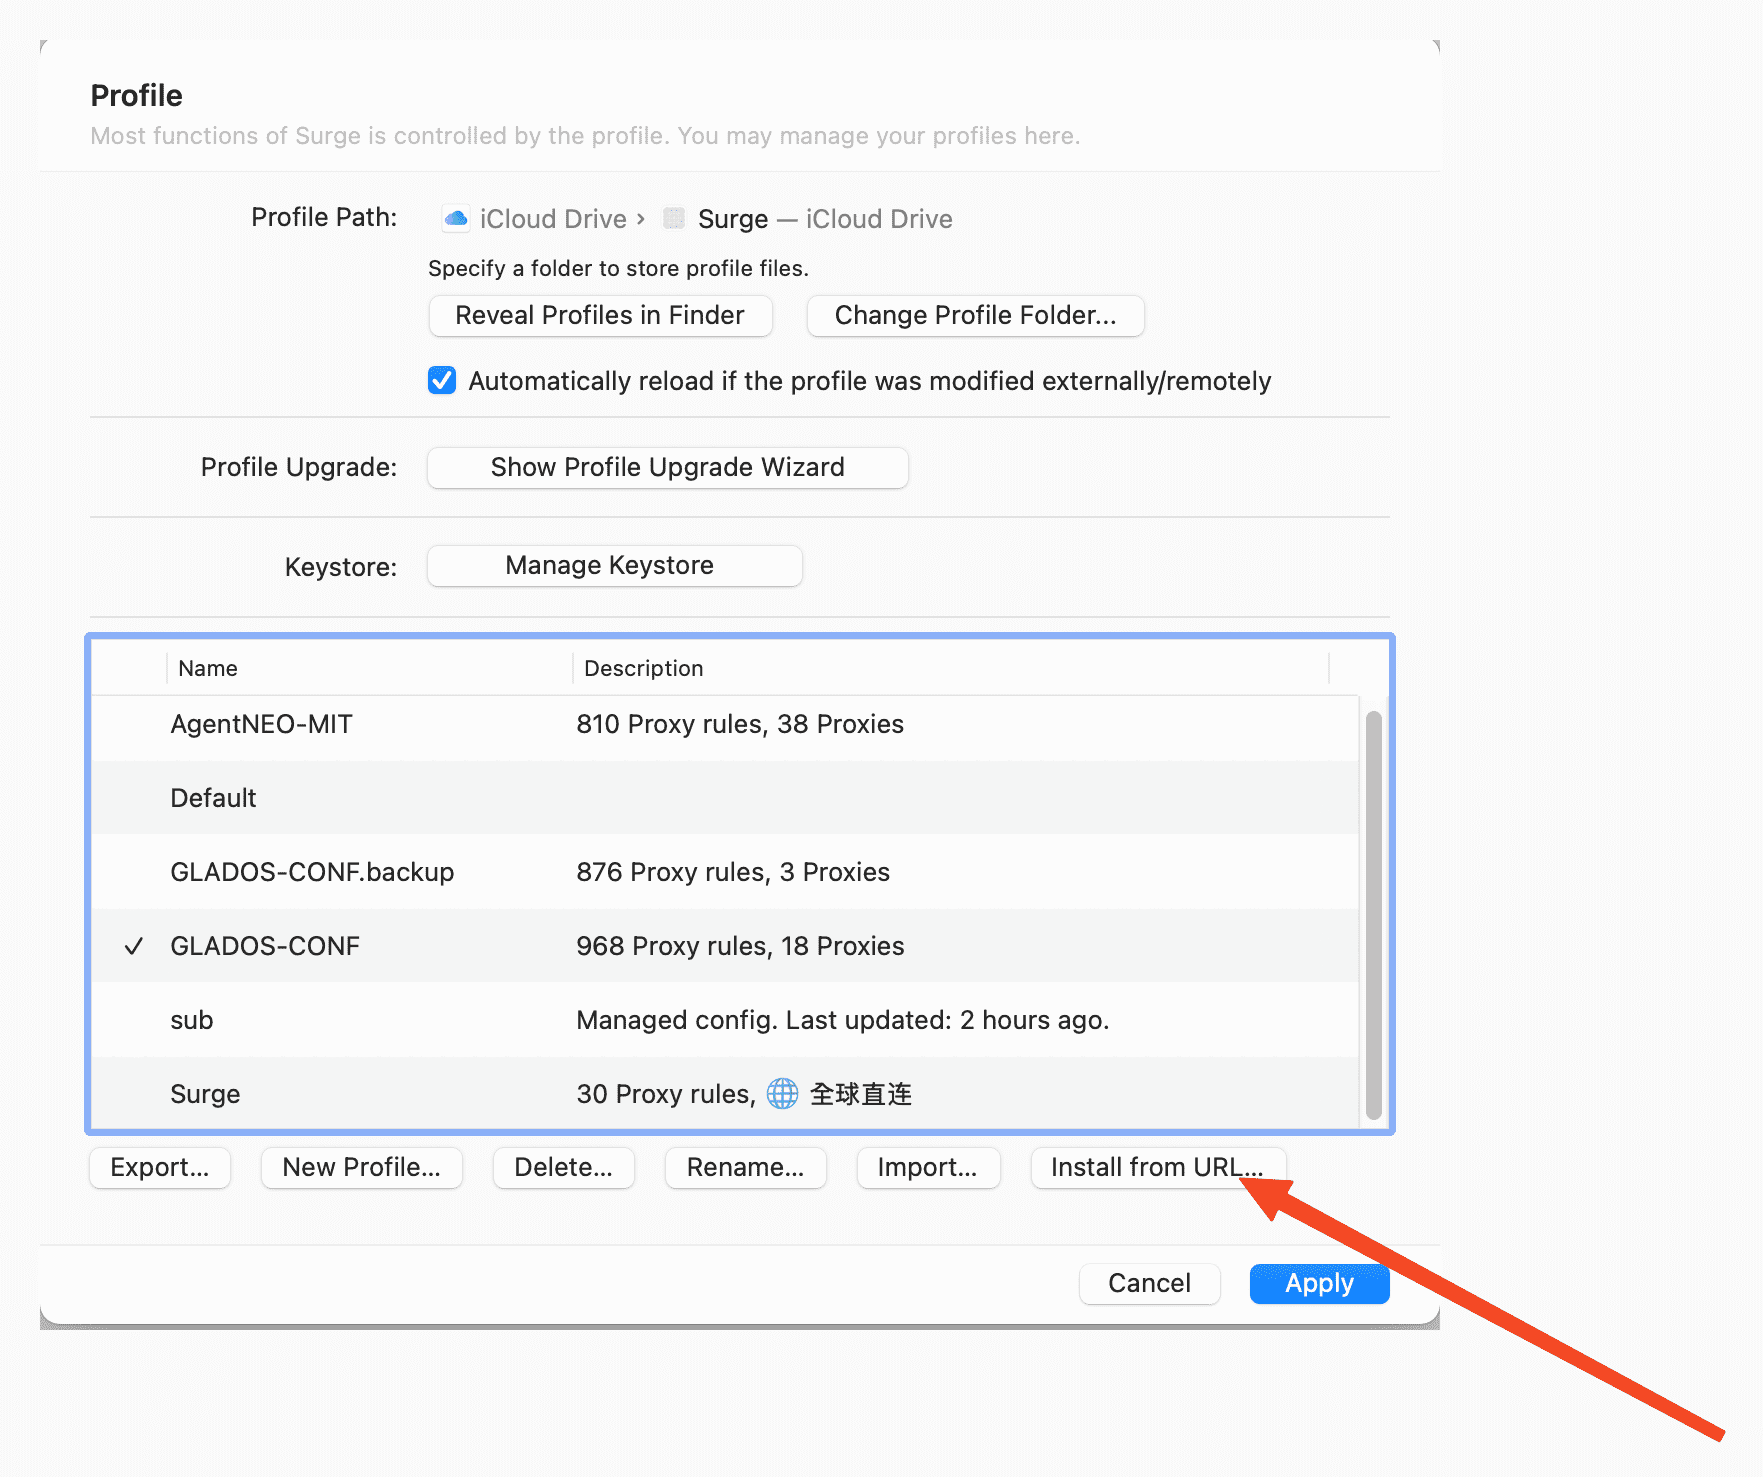 Profile
Most functions of Surge is controlled by the profile. You may manage your profiles here.
Profile Path: iCloud Drive › Surge — iCloud Drive
Specify a folder to store profile files.
Reveal Profiles in Finder Change Profile Folder...
Automatically reload if the profile was modified externally/remotely
Profile Upgrade: Show Profile Upgrade Wizard
Keystore: Manage Keystore
Name Description
AgentNEO-MIT 810 Proxy rules, 38 Proxies
Default
GLADOS-CONF.backup 876 Proxy rules, 3 Proxies
✓ GLADOS-CONF 968 Proxy rules, 18 Proxies
sub Managed config. Last updated: 2 hours ago.
Surge 30 Proxy rules, 🌐 全球直连
Export... New Profile... Delete... Rename... Import... Install from URL...
Cancel Apply